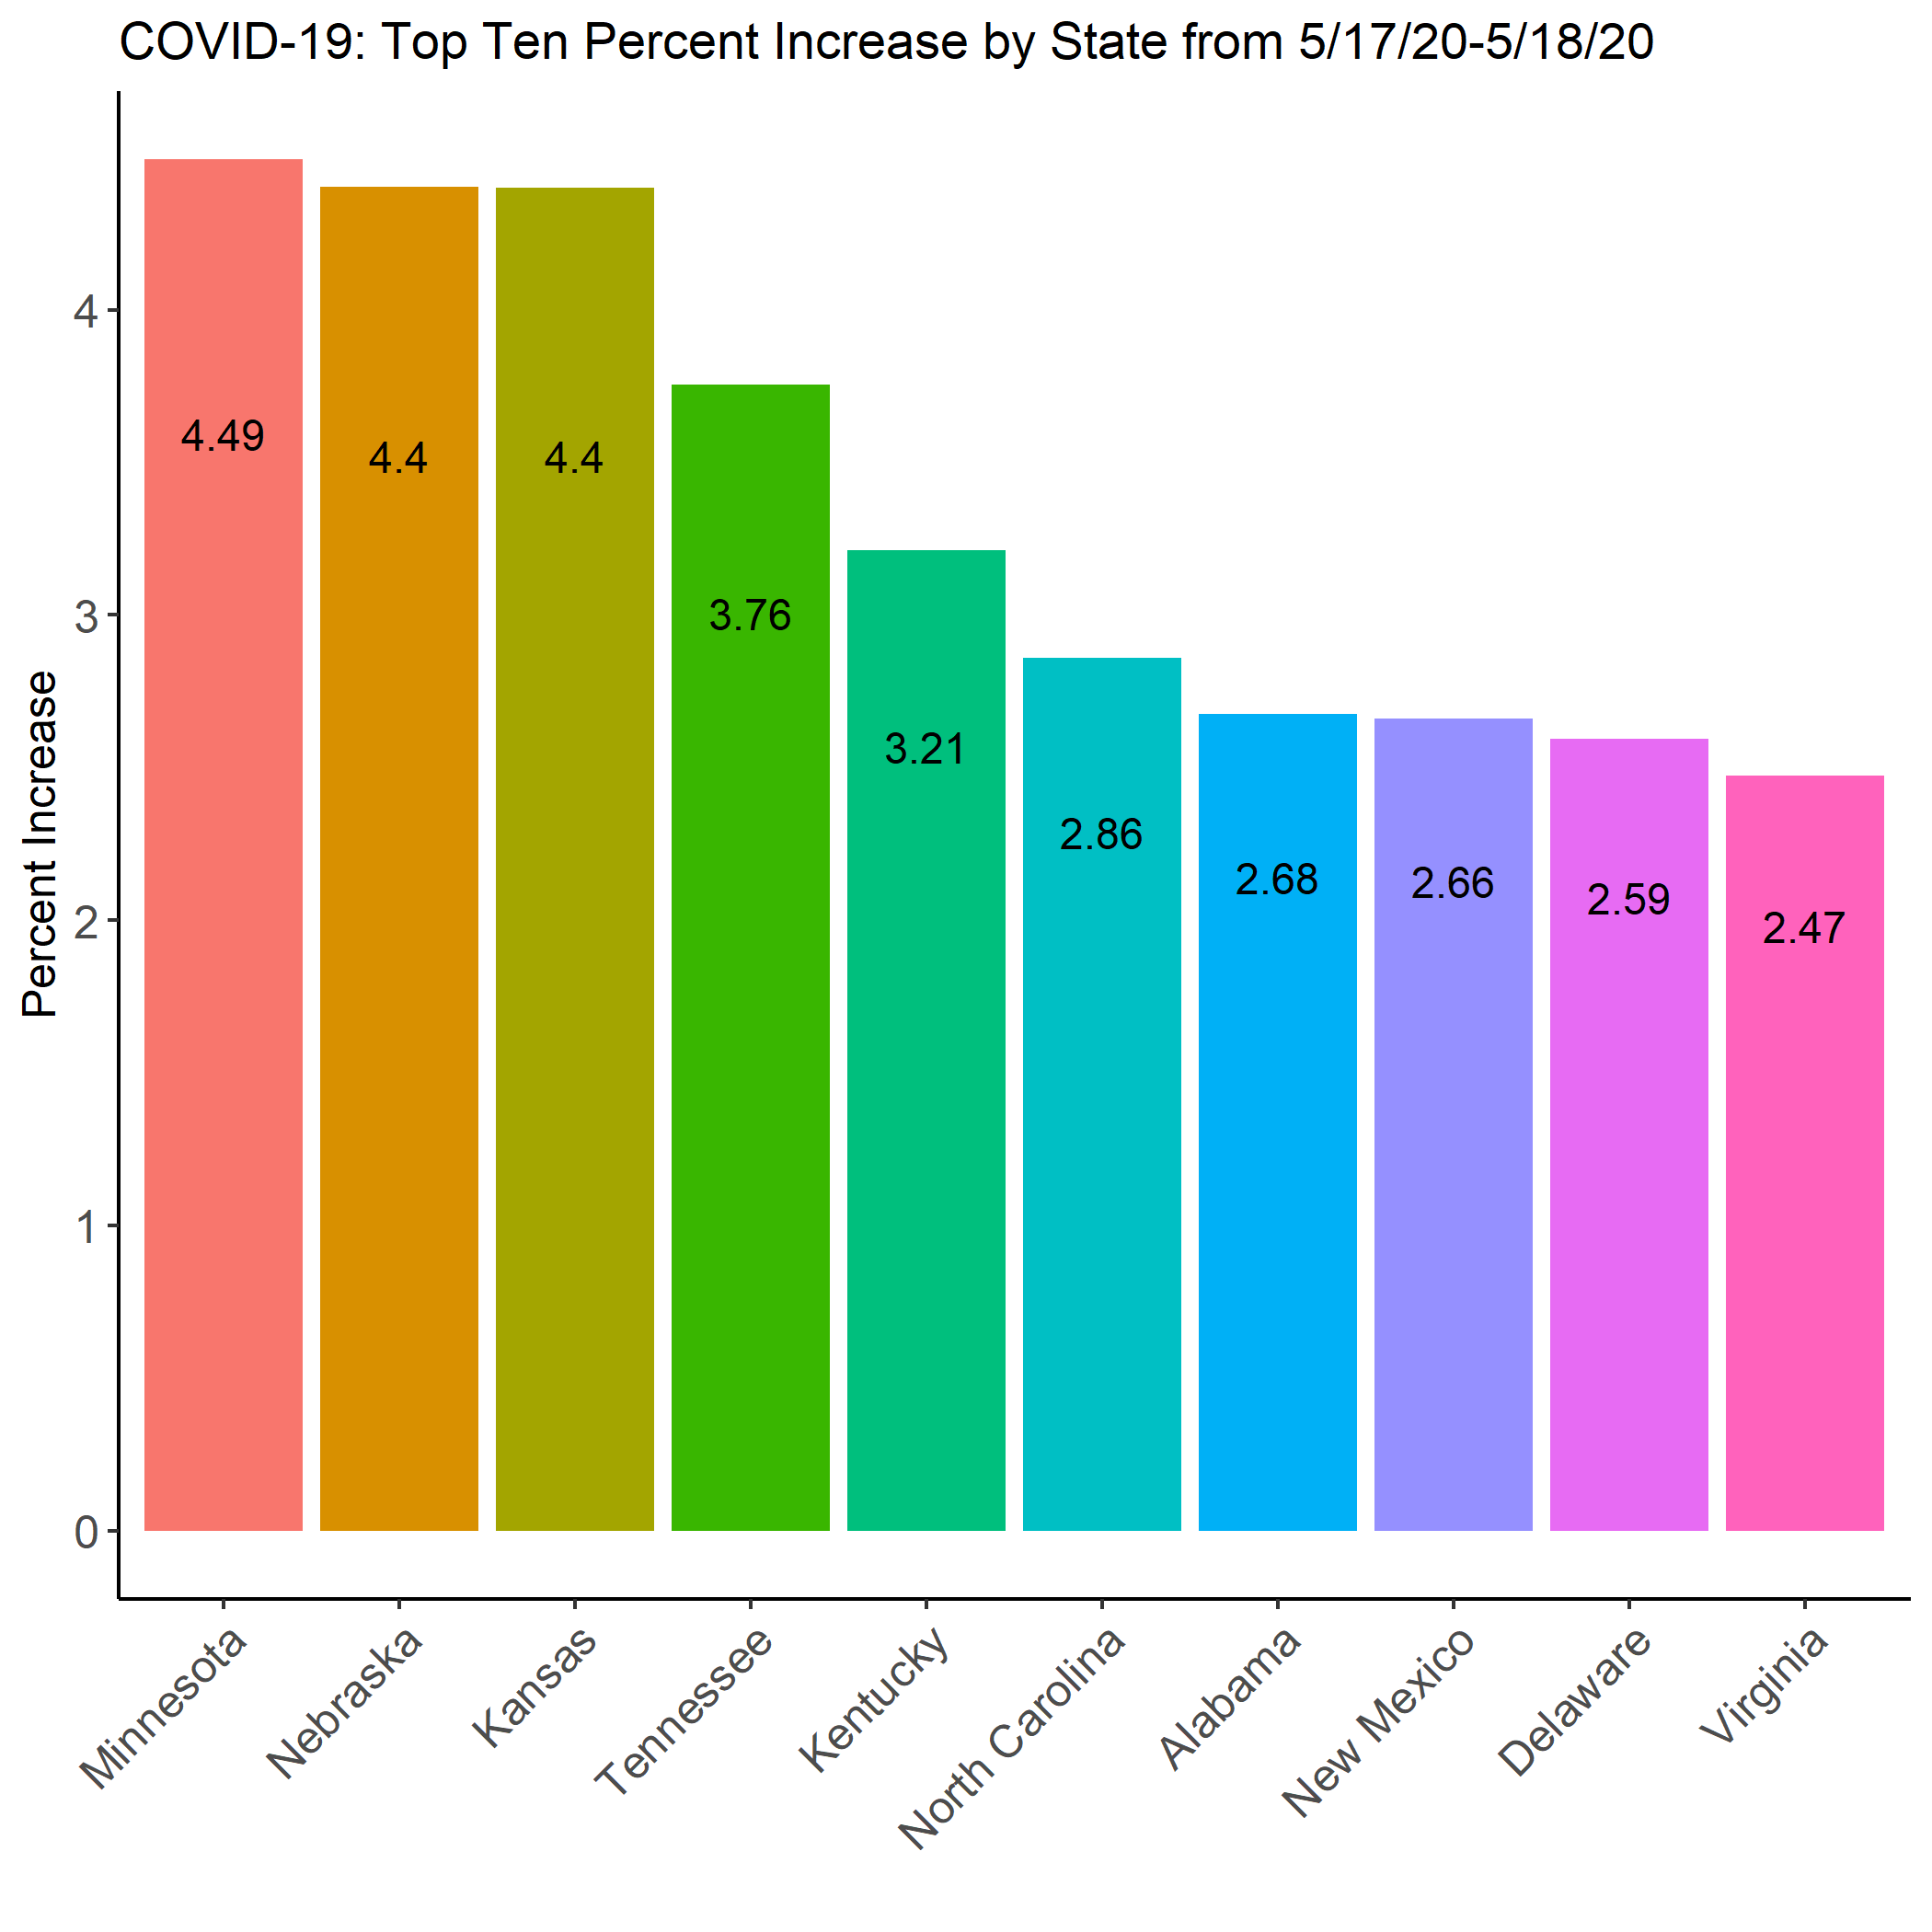 COVID-19: Top Ten Percent Increase by State from 5/17/20-5/18/20
Percent Increase
4
3
2
1
0
4.49
4.4
4.4
3.76
3.21
2.86
2.68
2.66
2.59
2.47
Minnesota
Nebraska
Kansas
Tennessee
Kentucky
North Carolina
Alabama
New Mexico
Delaware
Virginia